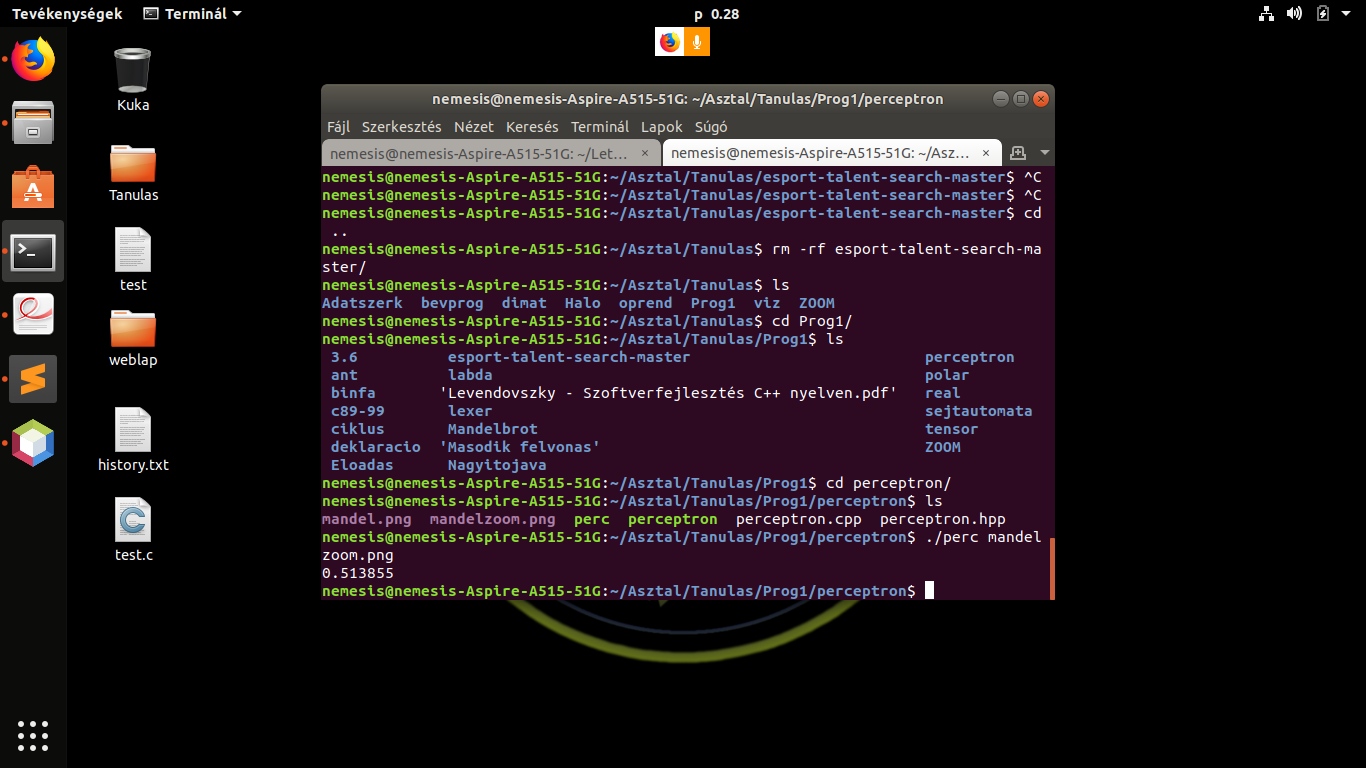 Tevékenységek Terminál p 0.28
Kuka
Tanulas
test
weblap
history.txt
test.c
nemesis@nemesis-Aspire-A515-51G: ~/Asztal/Tanulas/Prog1/perceptron
Fájl Szerkesztés Nézet Keresés Terminál Lapok Súgó
nemesis@nemesis-Aspire-A515-51G: ~/Let... × nemesis@nemesis-Aspire-A515-51G: ~/Asz... ×
nemesis@nemesis-Aspire-A515-51G:~/Asztal/Tanulas/esport-talent-search-master$ ^C
nemesis@nemesis-Aspire-A515-51G:~/Asztal/Tanulas/esport-talent-search-master$ ^C
nemesis@nemesis-Aspire-A515-51G:~/Asztal/Tanulas/esport-talent-search-master$ cd
..
nemesis@nemesis-Aspire-A515-51G:~/Asztal/Tanulas$ rm -rf esport-talent-search-ma
ster/
nemesis@nemesis-Aspire-A515-51G:~/Asztal/Tanulas$ ls
Adatszerk bevprog dimat Halo oprend Prog1 viz ZOOM
nemesis@nemesis-Aspire-A515-51G:~/Asztal/Tanulas$ cd Prog1/
nemesis@nemesis-Aspire-A515-51G:~/Asztal/Tanulas/Prog1$ ls
3.6 esport-talent-search-master perceptron
ant labda polar
binfa 'Levendovszky - Szoftverfejlesztés C++ nyelven.pdf' real
c89-99 lexer sejtautomata
ciklus Mandelbrot tensor
deklaracio 'Masodik felvonas' ZOOM
Eloadas Nagyitojava
nemesis@nemesis-Aspire-A515-51G:~/Asztal/Tanulas/Prog1$ cd perceptron/
nemesis@nemesis-Aspire-A515-51G:~/Asztal/Tanulas/Prog1/perceptron$ ls
mandel.png mandelzoom.png perc perceptron perceptron.cpp perceptron.hpp
nemesis@nemesis-Aspire-A515-51G:~/Asztal/Tanulas/Prog1/perceptron$ ./perc mandel
zoom.png
0.513855
nemesis@nemesis-Aspire-A515-51G:~/Asztal/Tanulas/Prog1/perceptron$